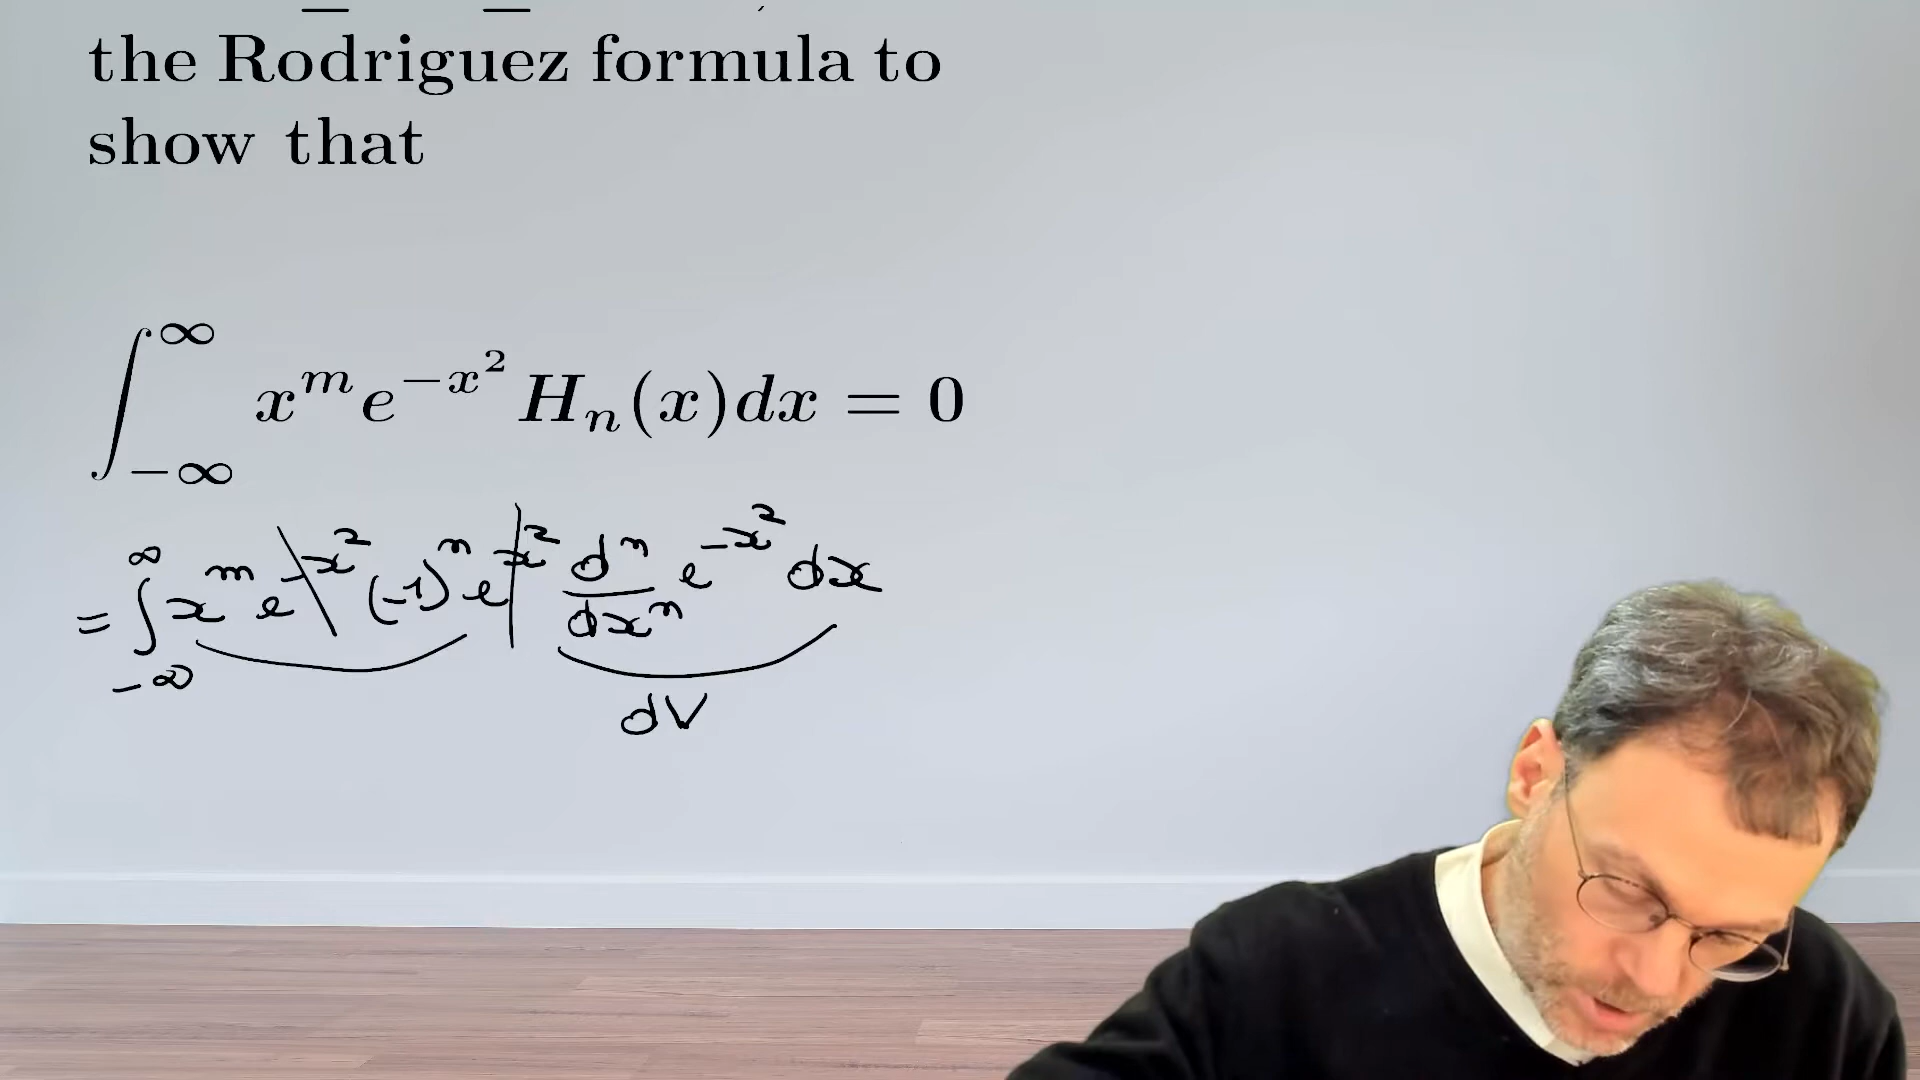 the Rodriguez formula to
show that
∫_{-∞}^{∞} x^m e^{-x^2} H_n(x)dx = 0
= ∫_{-∞}^{∞} x^m e^{-x^2} (-1)^n e^{x^2} d^n/dx^n e^{-x^2} dx
dV